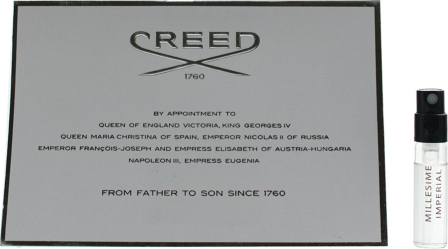 CREED
1760
BY APPOINTMENT TO
QUEEN OF ENGLAND VICTORIA, KING GEORGES IV
QUEEN MARIA CHRISTINA OF SPAIN, EMPEROR NICOLAS II OF RUSSIA
EMPEROR FRANÇOIS-JOSEPH AND EMPRESS ELISABETH OF AUSTRIA-HUNGARIA
NAPOLEON III, EMPRESS EUGENIA
FROM FATHER TO SON SINCE 1760
MILLESIME
IMPERIAL